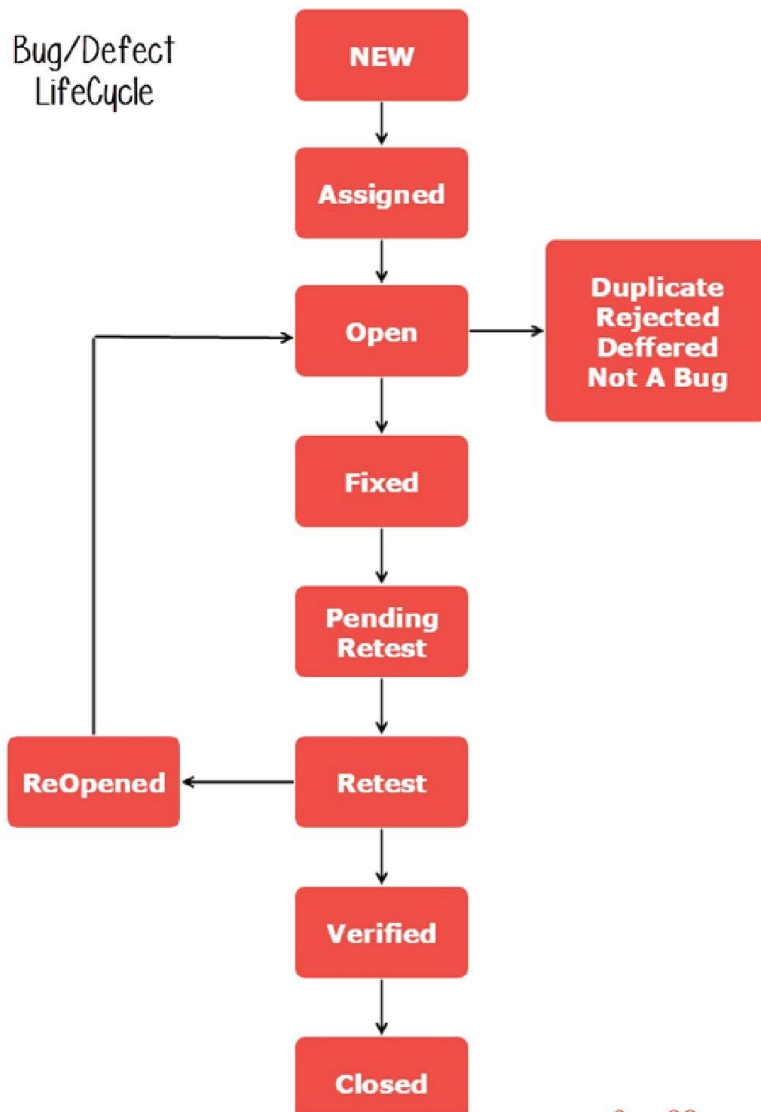 Bug/Defect
LifeCycle
NEW
Assigned
Open
Duplicate
Rejected
Deffered
Not A Bug
Fixed
Pending
Retest
ReOpened
Retest
Verified
Closed